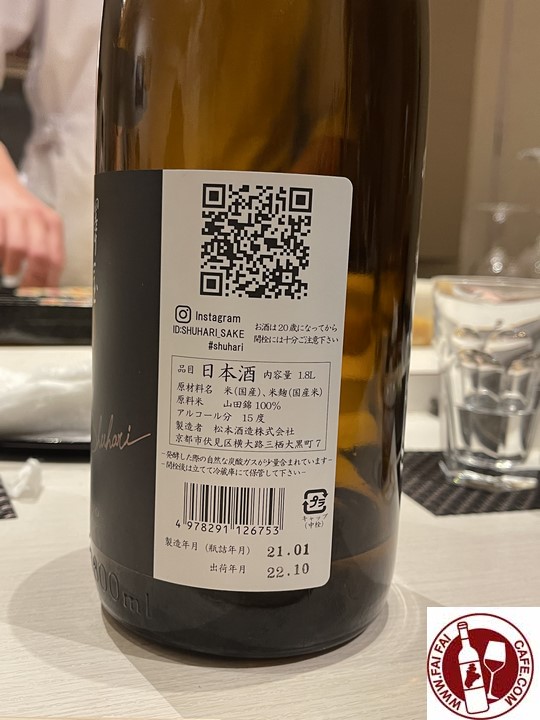 Instagram
ID:SHUHARI_SAKE
#shuhari
お酒は20歳になってから
開栓には十分ご注意下さい
品目 日本酒 内容量 1.8L
原材料名 米(国産)、米麹(国産米)
原料米 山田錦100%
アルコール分 15度
製造者 松本酒造株式会社
京都市伏見区横大路三栖大黒町7
-発酵した際の自然な炭酸ガスが少量含まれています-
-開栓後は立てて冷蔵庫にて保管して下さい-
4 978291 126753
プラ
キャップ
(中栓)
製造年月(瓶詰年月) 21.01
出荷年月 22.10
shuhari
1800ml
WWW.FAI FAI CAFE.COM